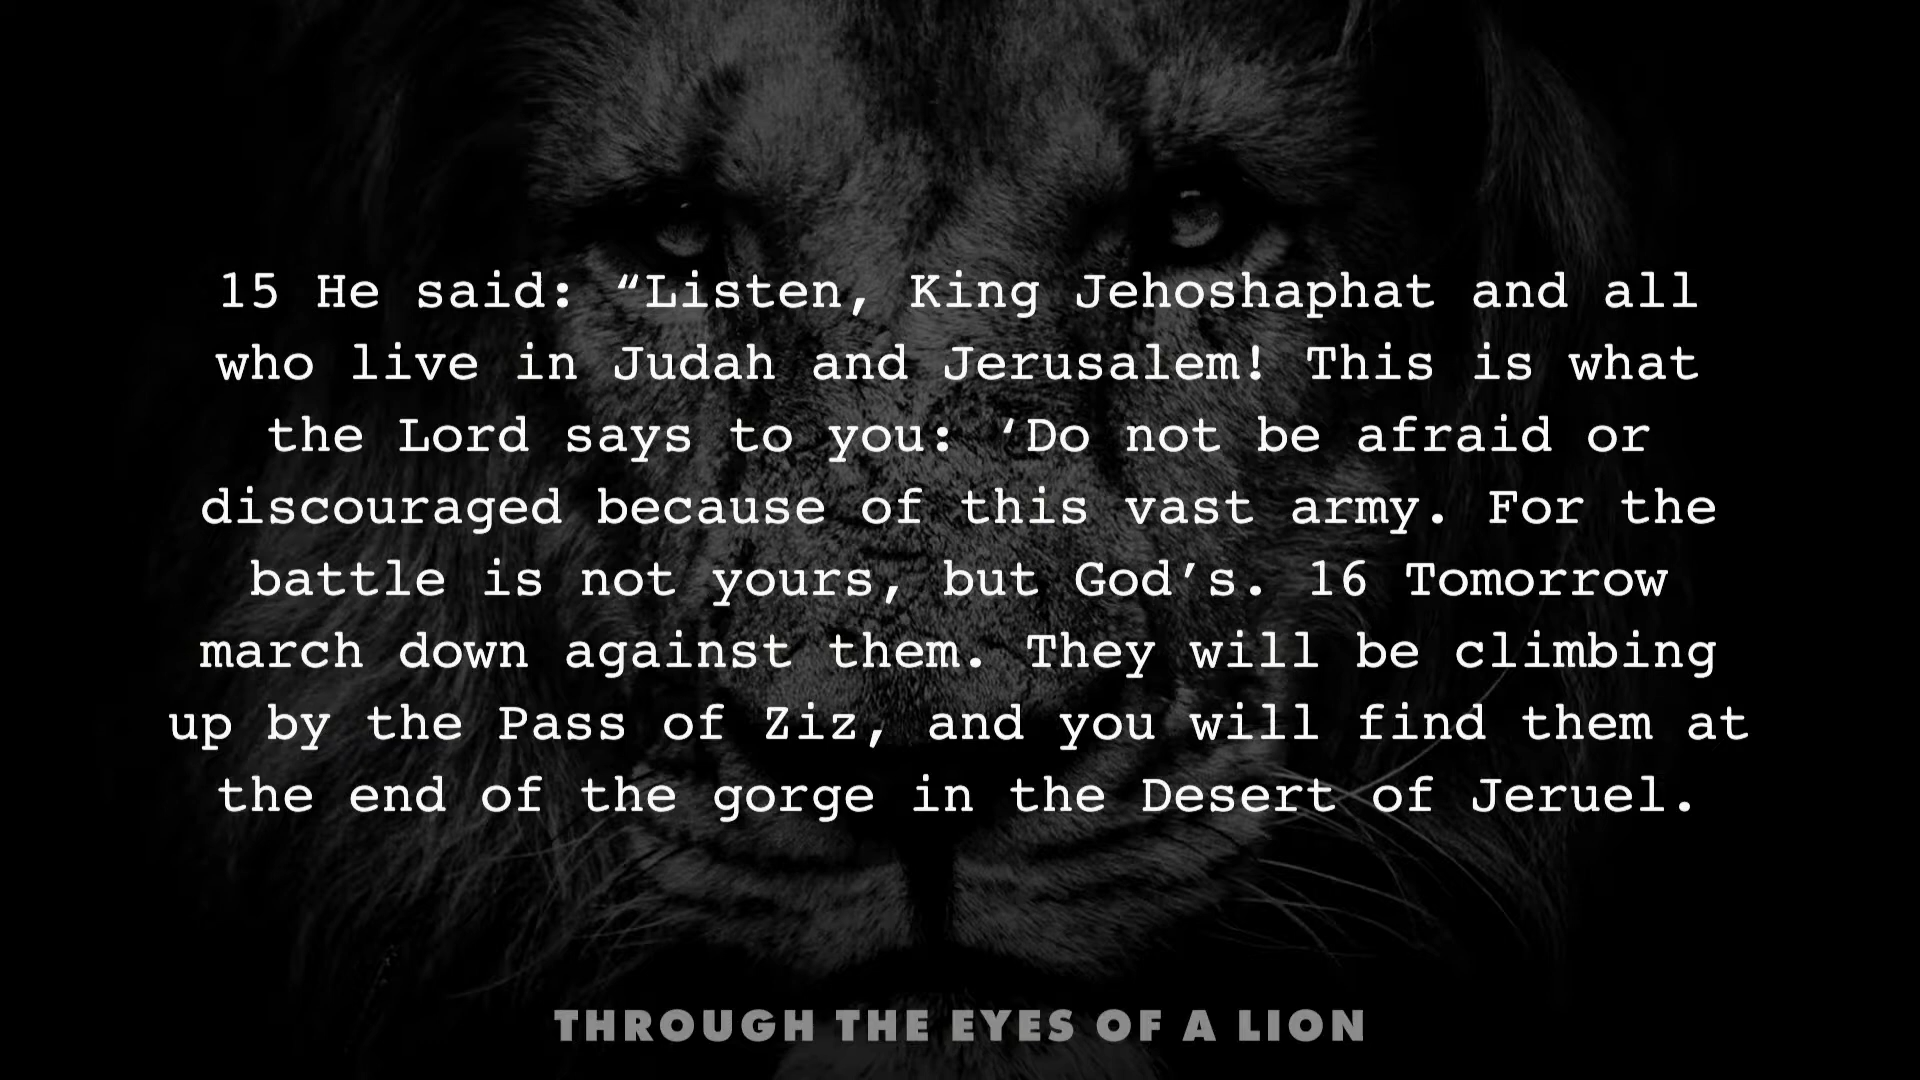 15 He said: “Listen, King Jehoshaphat and all
who live in Judah and Jerusalem! This is what
the Lord says to you: ‘Do not be afraid or
discouraged because of this vast army. For the
battle is not yours, but God’s. 16 Tomorrow
march down against them. They will be climbing
up by the Pass of Ziz, and you will find them at
the end of the gorge in the Desert of Jeruel.
THROUGH THE EYES OF A LION